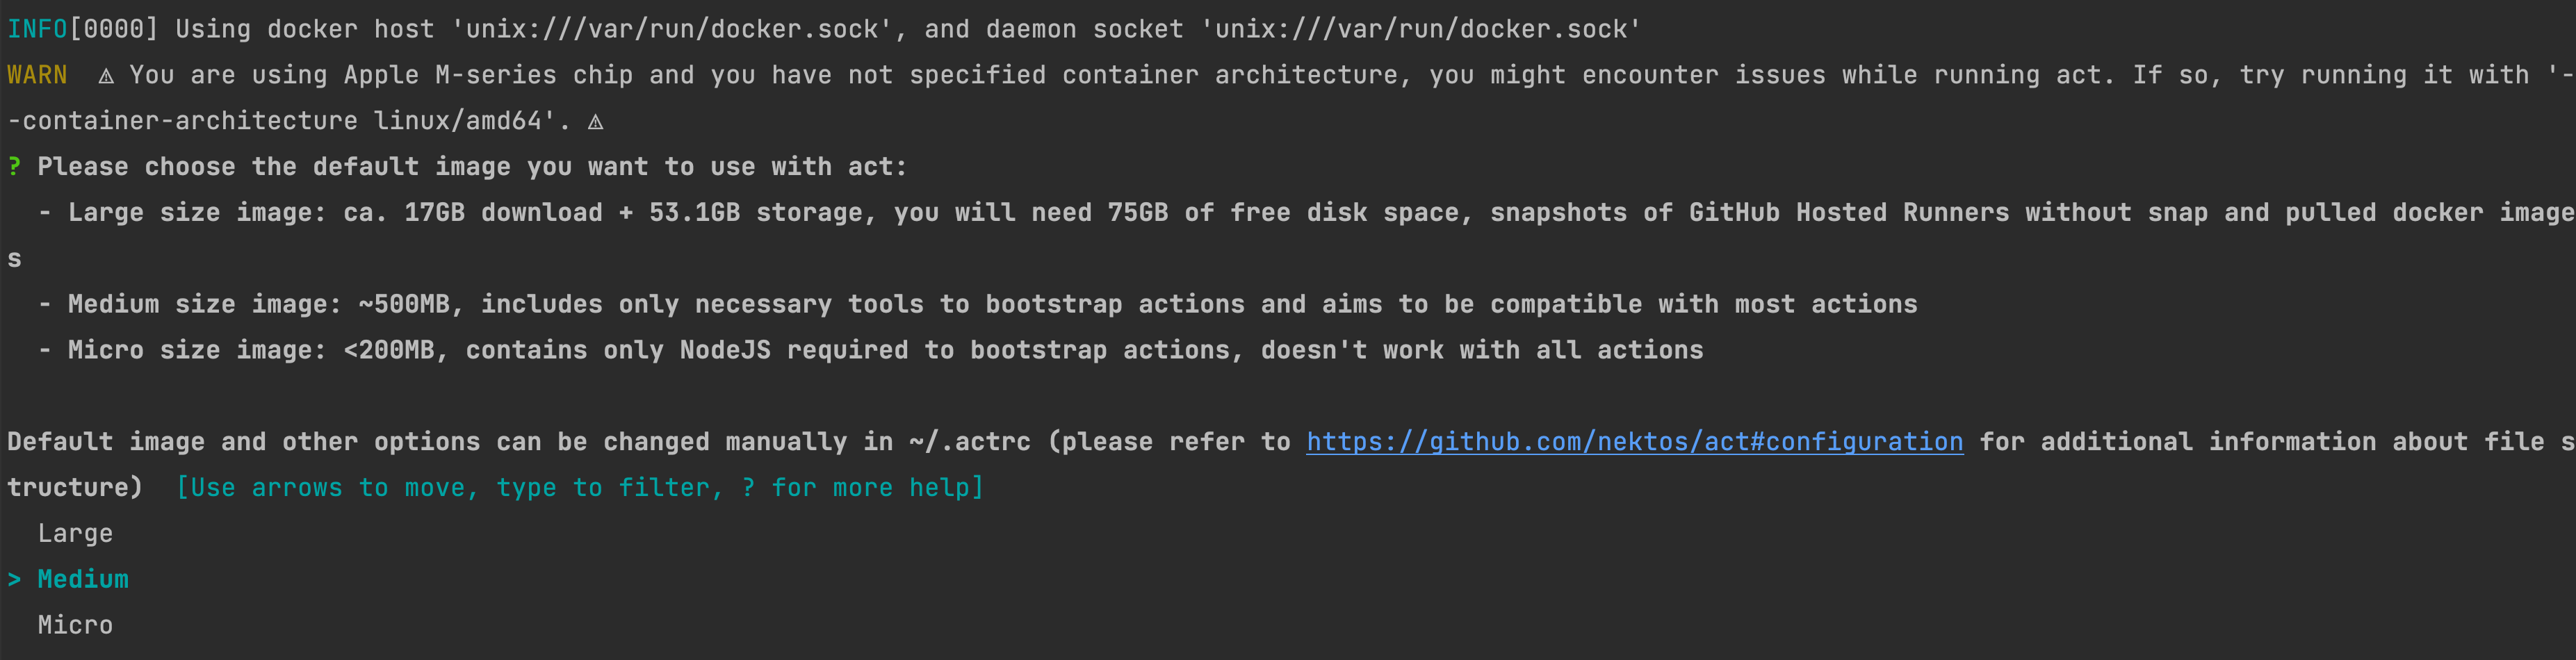 INFO[0000] Using docker host 'unix:///var/run/docker.sock', and daemon socket 'unix:///var/run/docker.sock'
WARN  ⚠ You are using Apple M-series chip and you have not specified container architecture, you might encounter issues while running act. If so, try running it with '-
-container-architecture linux/amd64'. ⚠
? Please choose the default image you want to use with act:
  - Large size image: ca. 17GB download + 53.1GB storage, you will need 75GB of free disk space, snapshots of GitHub Hosted Runners without snap and pulled docker image
s
  - Medium size image: ~500MB, includes only necessary tools to bootstrap actions and aims to be compatible with most actions
  - Micro size image: <200MB, contains only NodeJS required to bootstrap actions, doesn't work with all actions
Default image and other options can be changed manually in ~/.actrc (please refer to https://github.com/nektos/act#configuration for additional information about file s
tructure)  [Use arrows to move, type to filter, ? for more help]
  Large
> Medium
  Micro